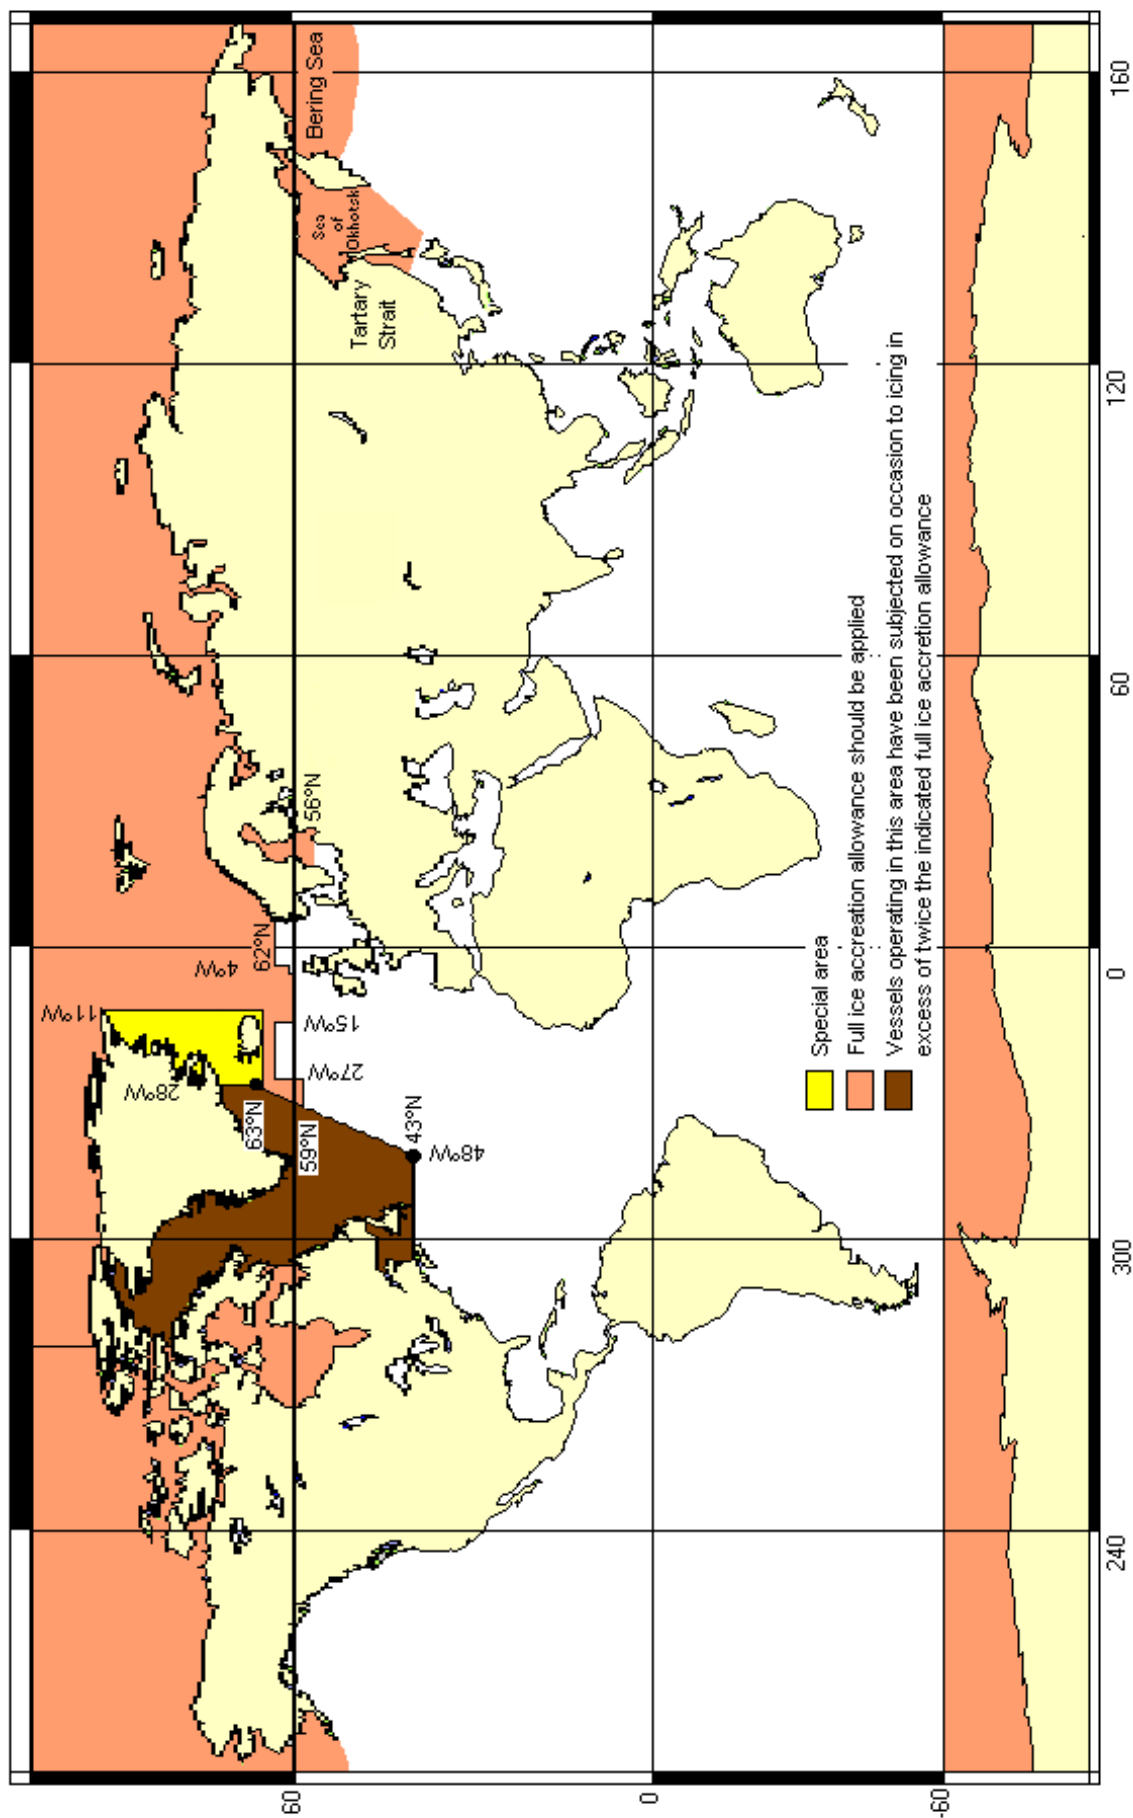 Bering Sea
Sea
of
Okhotsk
Tartary
Strait
56°N
62°N
4°W
11°W
15°W
27°W
28°W
63°N
59°N
43°N
48°W
Special area
Full ice accreation allowance should be applied
Vessels operating in this area have been subjected on occasion to icing in
excess of twice the indicated full ice accretion allowance
60
0
-60
240
300
0
60
120
160